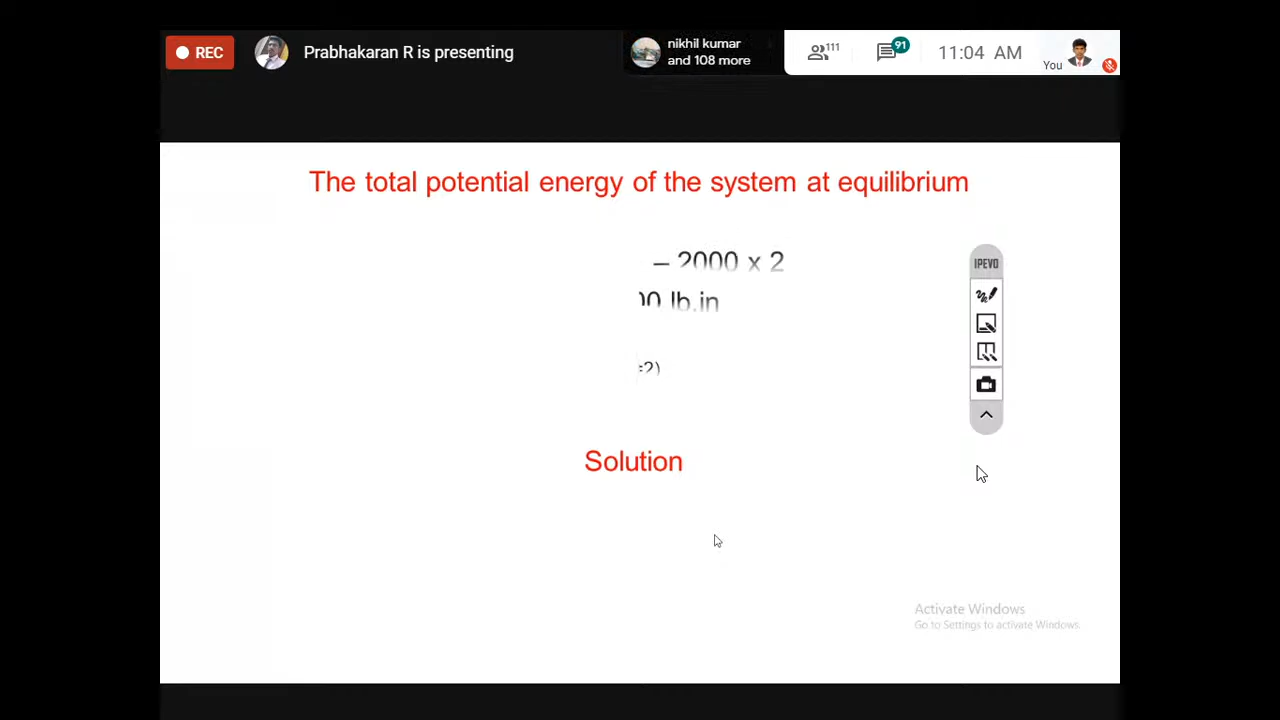 REC
Prabhakaran R is presenting
nikhil kumar
and 108 more
111
91
11:04 AM
You
The total potential energy of the system at equilibrium
– 2000 x 2
IPEVO
lb.in
=2)
Solution
Activate Windows
Go to Settings to activate Windows.